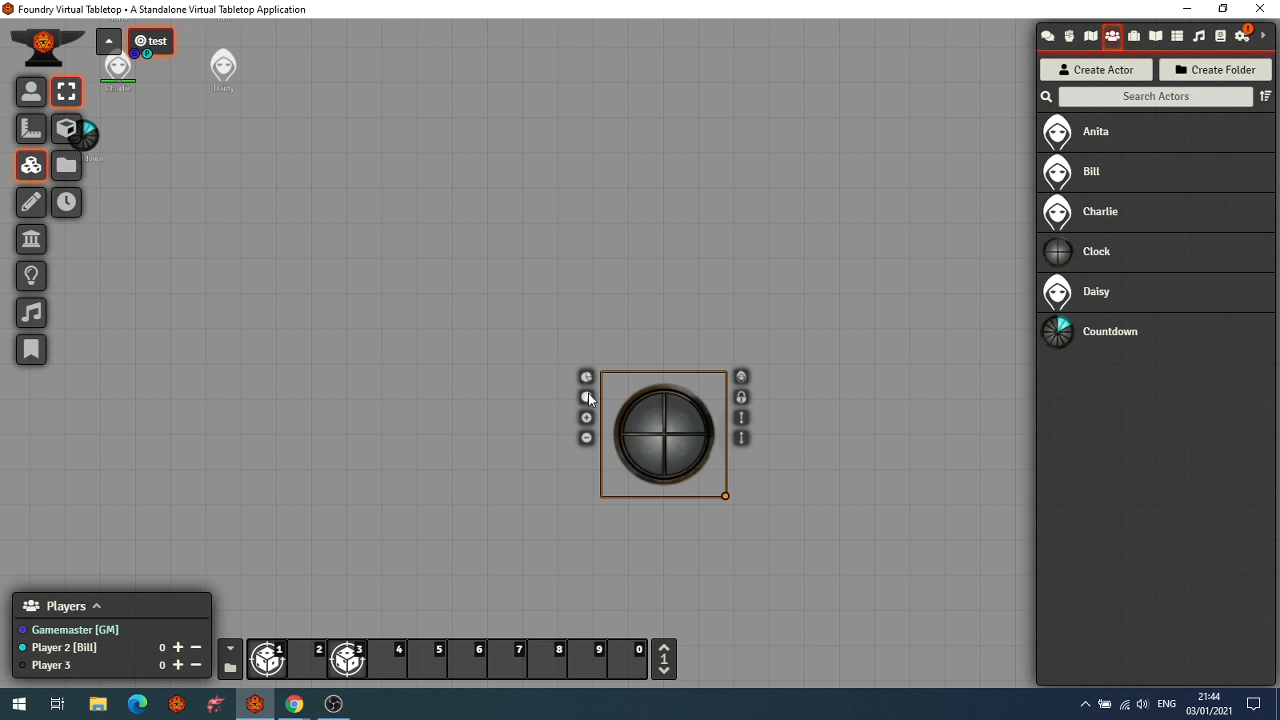 Foundry Virtual Tabletop • A Standalone Virtual Tabletop Application
test
G P
Charlie
Daisy
down
Create Actor
Create Folder
Search Actors
Anita
Bill
Charlie
Clock
Daisy
Countdown
Players
Gamemaster [GM]
Player 2 [Bill] 0
Player 3 0
1 2 3 4 5 6 7 8 9 0
1
ENG
21:44
03/01/2021